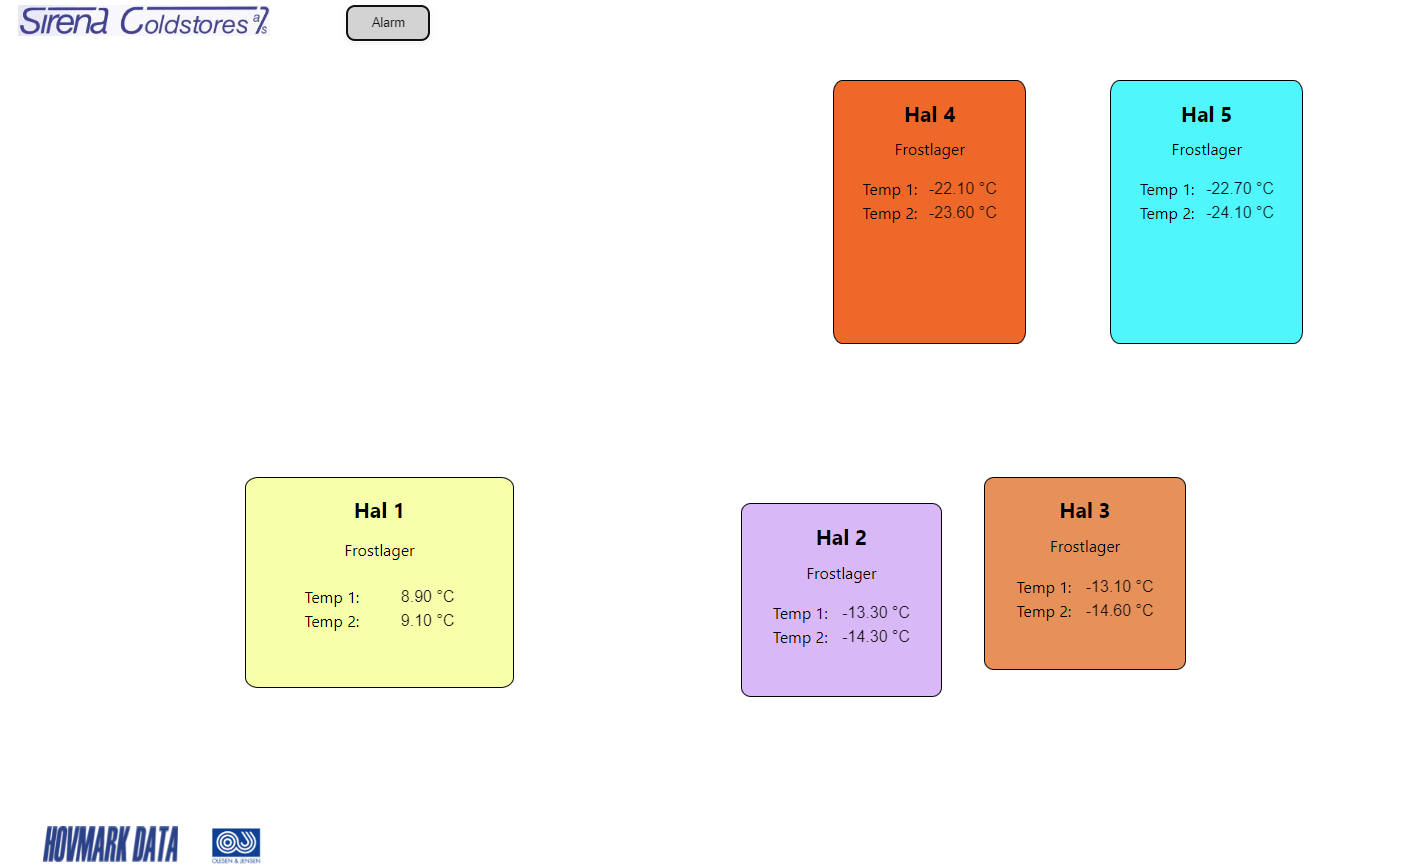 Sirena Coldstores a/s
Alarm
Hal 4
Frostlager
Temp 1: -22.10 °C
Temp 2: -23.60 °C
Hal 5
Frostlager
Temp 1: -22.70 °C
Temp 2: -24.10 °C
Hal 1
Frostlager
Temp 1: 8.90 °C
Temp 2: 9.10 °C
Hal 2
Frostlager
Temp 1: -13.30 °C
Temp 2: -14.30 °C
Hal 3
Frostlager
Temp 1: -13.10 °C
Temp 2: -14.60 °C
HOVMARK DATA
OLESEN & JENSEN